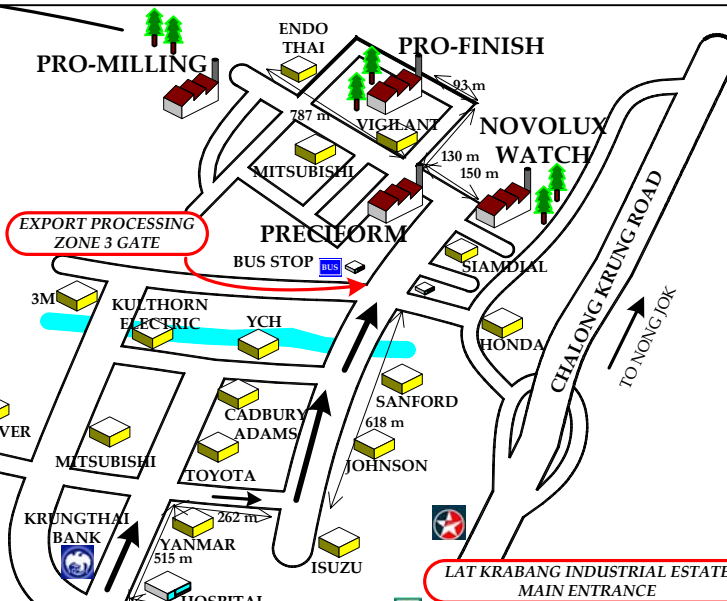 ENDO
THAI
PRO-FINISH
PRO-MILLING
93 m
787 m
VIGILANT
NOVOLUX
WATCH
MITSUBISHI
130 m
150 m
EXPORT PROCESSING
ZONE 3 GATE
PRECIFORM
BUS STOP
BUS
SIAMDIAL
CHALONG KRUNG ROAD
3M
KULTHORN
ELECTRIC
YCH
HONDA
TO NONG JOK
SANFORD
CADBURY
ADAMS
618 m
VER
MITSUBISHI
TOYOTA
JOHNSON
KRUNGTHAI
BANK
262 m
YANMAR
515 m
ISUZU
LAT KRABANG INDUSTRIAL ESTATE
MAIN ENTRANCE
HOSPITAL